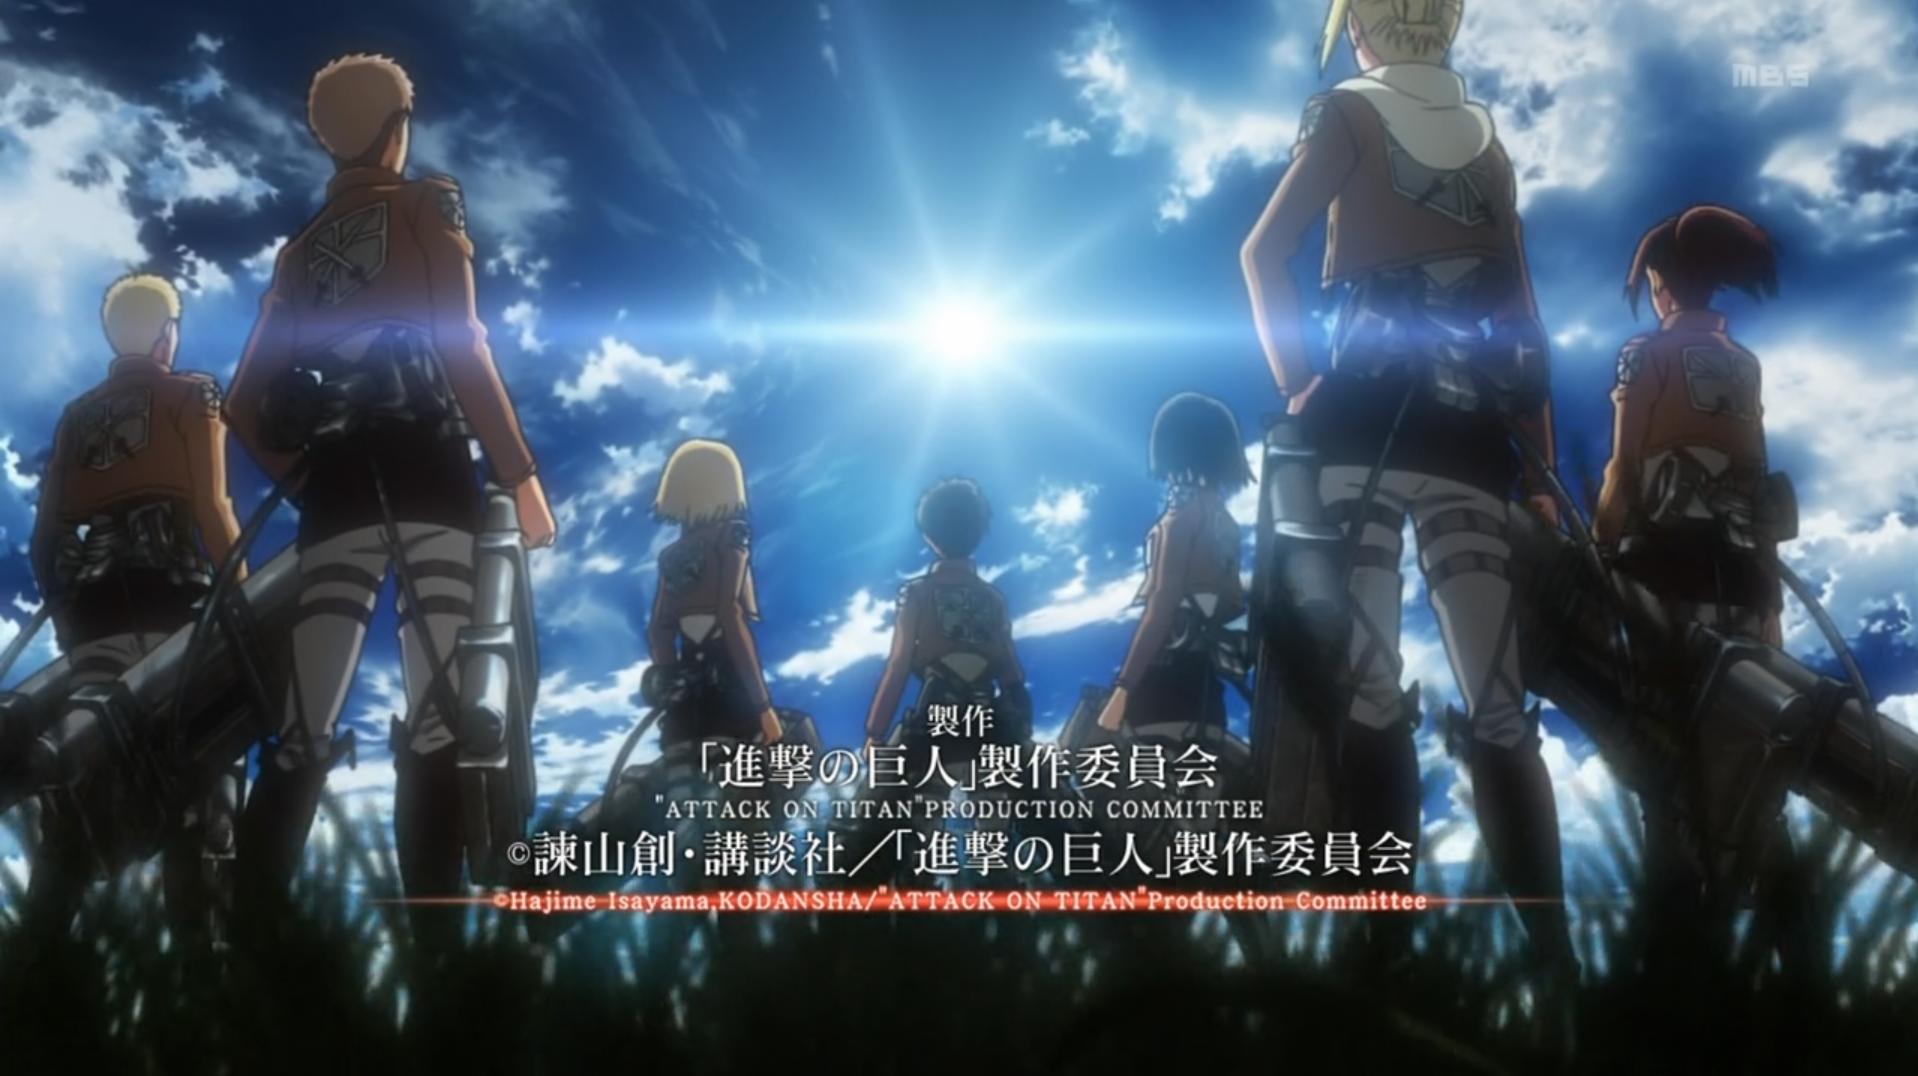 MBS
製作
「進撃の巨人」製作委員会
"ATTACK ON TITAN"PRODUCTION COMMITTEE
©諫山創・講談社／「進撃の巨人」製作委員会
©Hajime Isayama,KODANSHA/"ATTACK ON TITAN"Production Committee